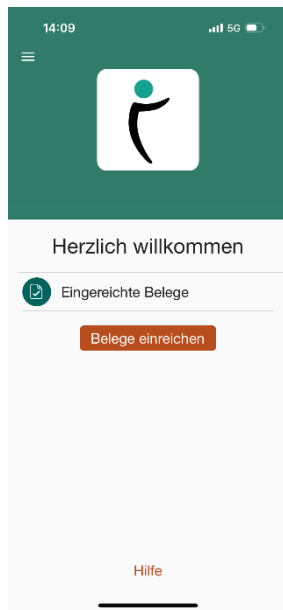 14:09
5G
Herzlich willkommen
Eingereichte Belege
Belege einreichen
Hilfe